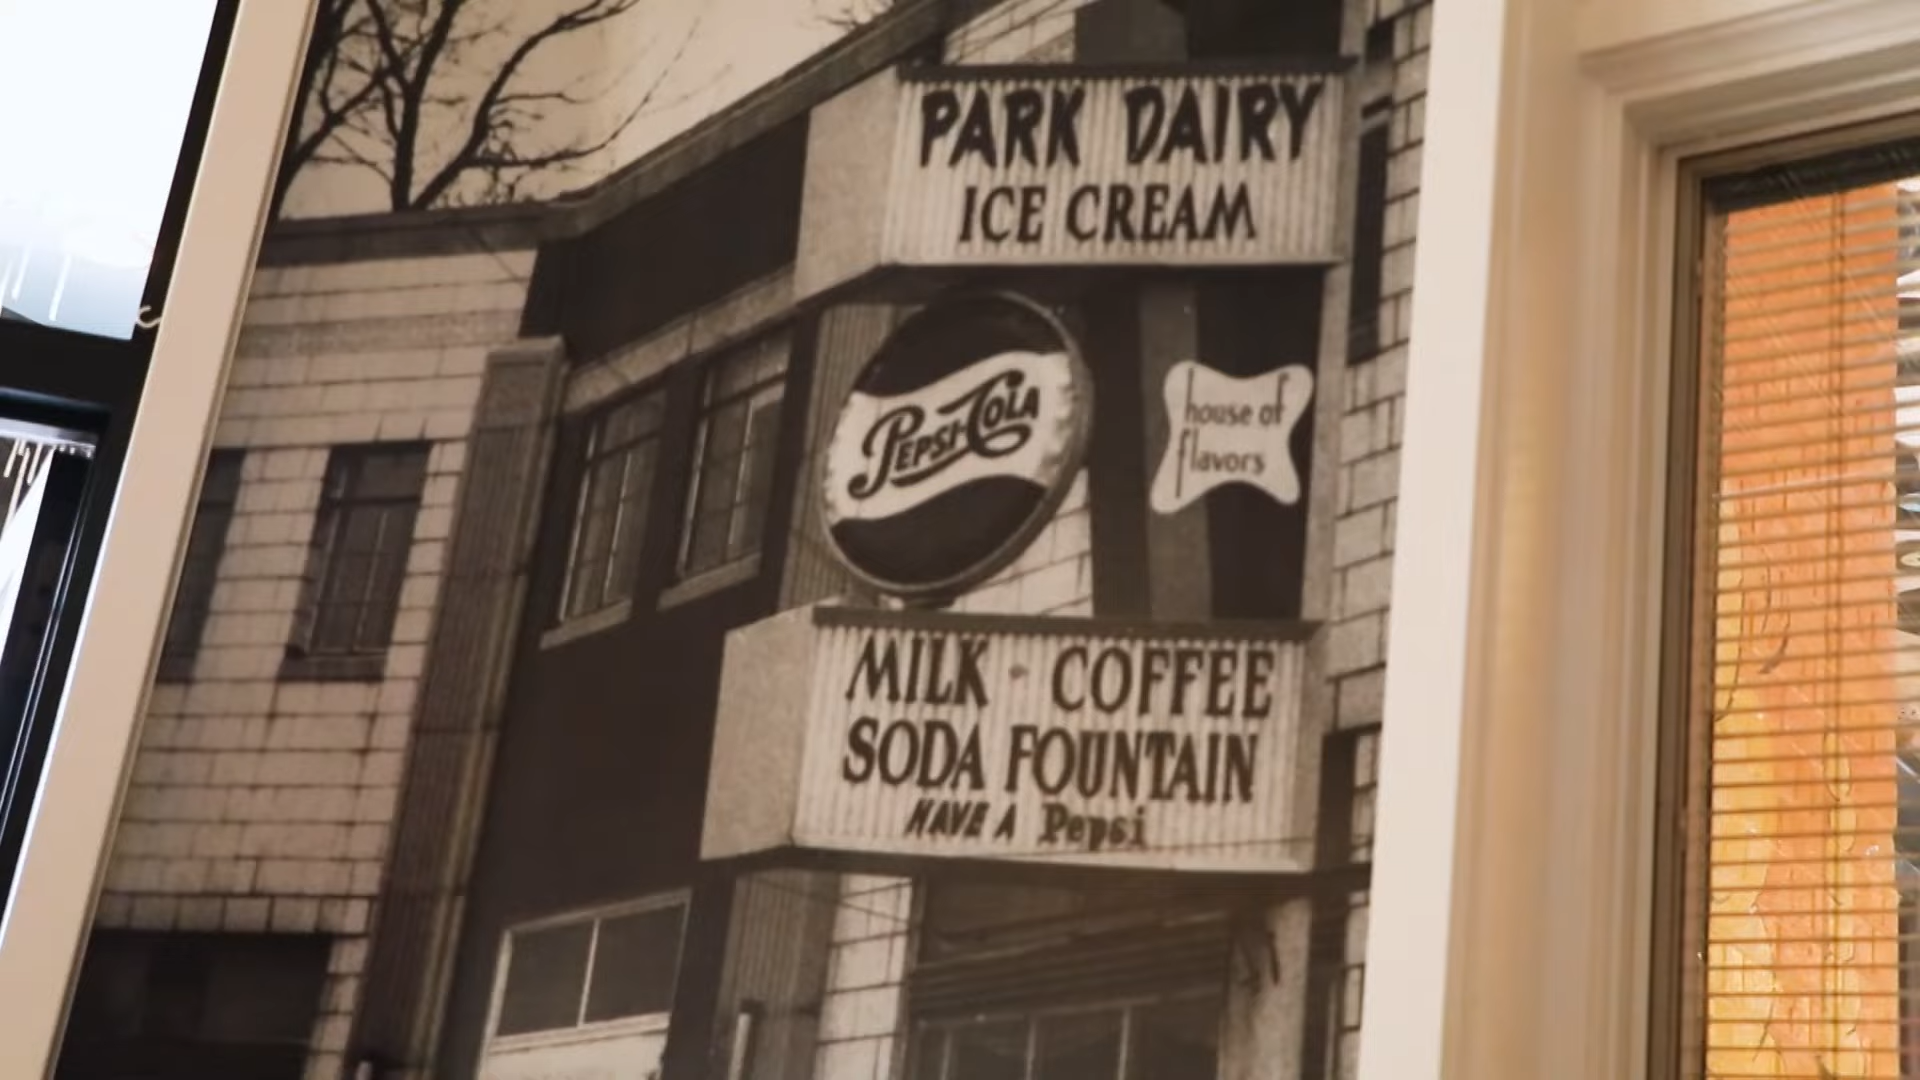 PARK DAIRY
ICE CREAM
PEPSI-COLA
house of
flavors
MILK · COFFEE
SODA FOUNTAIN
HAVE A Pepsi